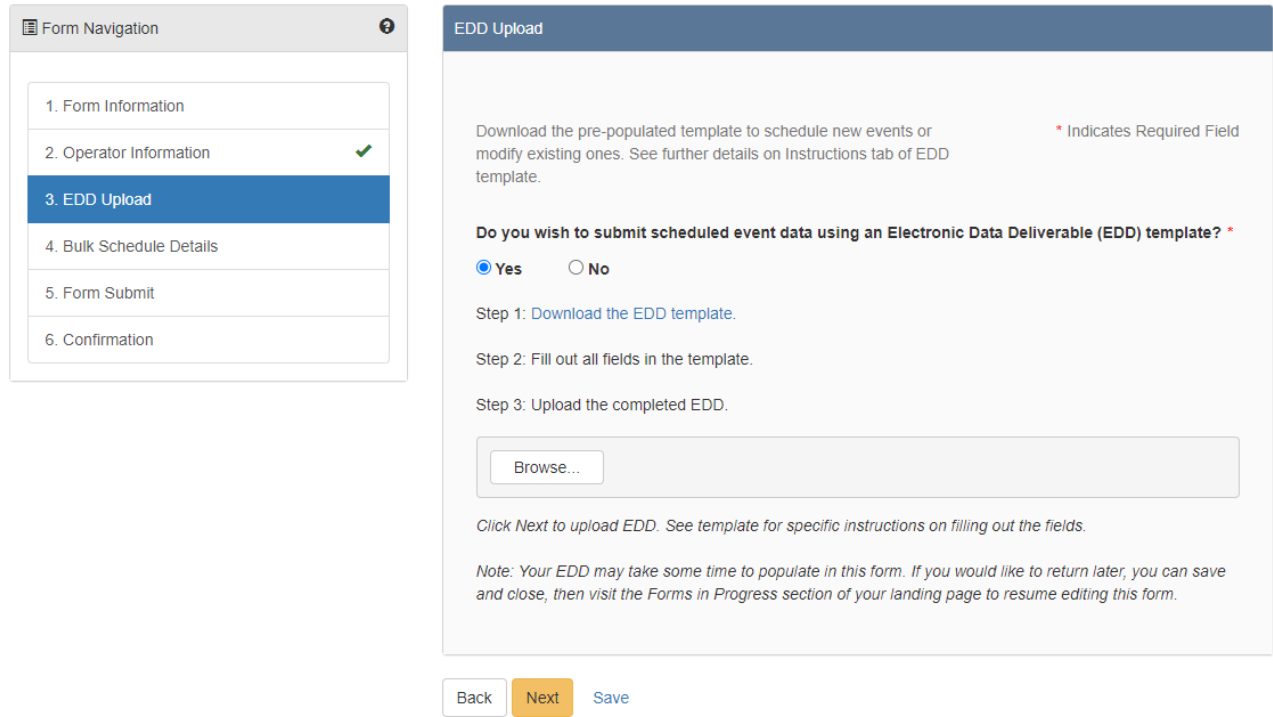 Form Navigation
1. Form Information
2. Operator Information
3. EDD Upload
4. Bulk Schedule Details
5. Form Submit
6. Confirmation
EDD Upload
Download the pre-populated template to schedule new events or
modify existing ones. See further details on Instructions tab of EDD
template.
* Indicates Required Field
Do you wish to submit scheduled event data using an Electronic Data Deliverable (EDD) template? *
Yes No
Step 1: Download the EDD template.
Step 2: Fill out all fields in the template.
Step 3: Upload the completed EDD.
Browse...
Click Next to upload EDD. See template for specific instructions on filling out the fields.
Note: Your EDD may take some time to populate in this form. If you would like to return later, you can save
and close, then visit the Forms in Progress section of your landing page to resume editing this form.
Back Next Save